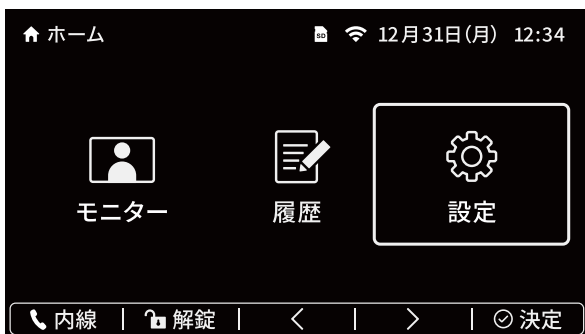 ホーム SD 12月31日(月) 12:34
モニター 履歴 設定
内線 解錠 < > 決定